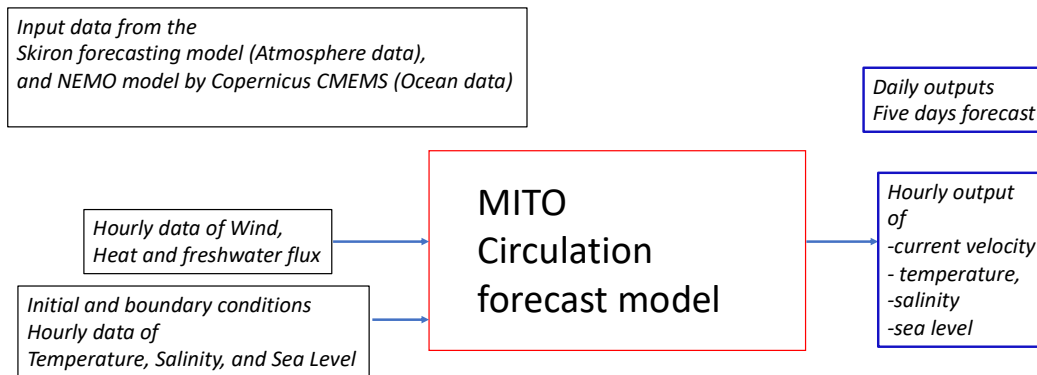 Input data from the
Skiron forecasting model (Atmosphere data),
and NEMO model by Copernicus CMEMS (Ocean data)
Daily outputs
Five days forecast
Hourly data of Wind,
Heat and freshwater flux
Initial and boundary conditions
Hourly data of
Temperature, Salinity, and Sea Level
MITO
Circulation
forecast model
Hourly output
of
-current velocity
- temperature,
-salinity
-sea level